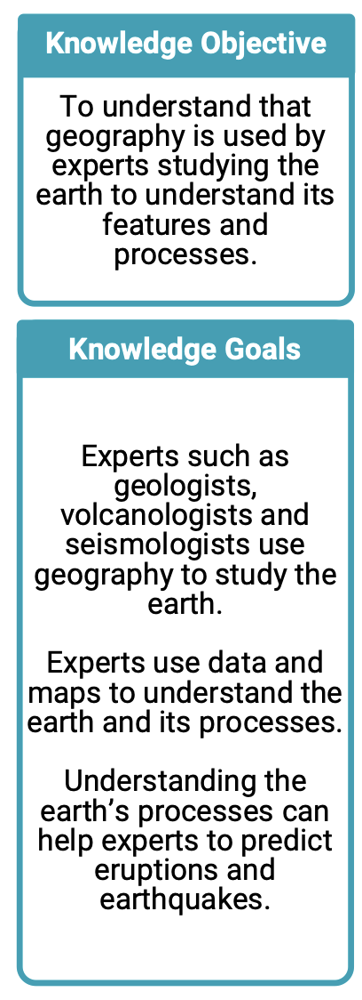 Knowledge Objective
To understand that
geography is used by
experts studying the
earth to understand its
features and
processes.
Knowledge Goals
Experts such as
geologists,
volcanologists and
seismologists use
geography to study the
earth.
Experts use data and
maps to understand the
earth and its processes.
Understanding the
earth’s processes can
help experts to predict
eruptions and
earthquakes.